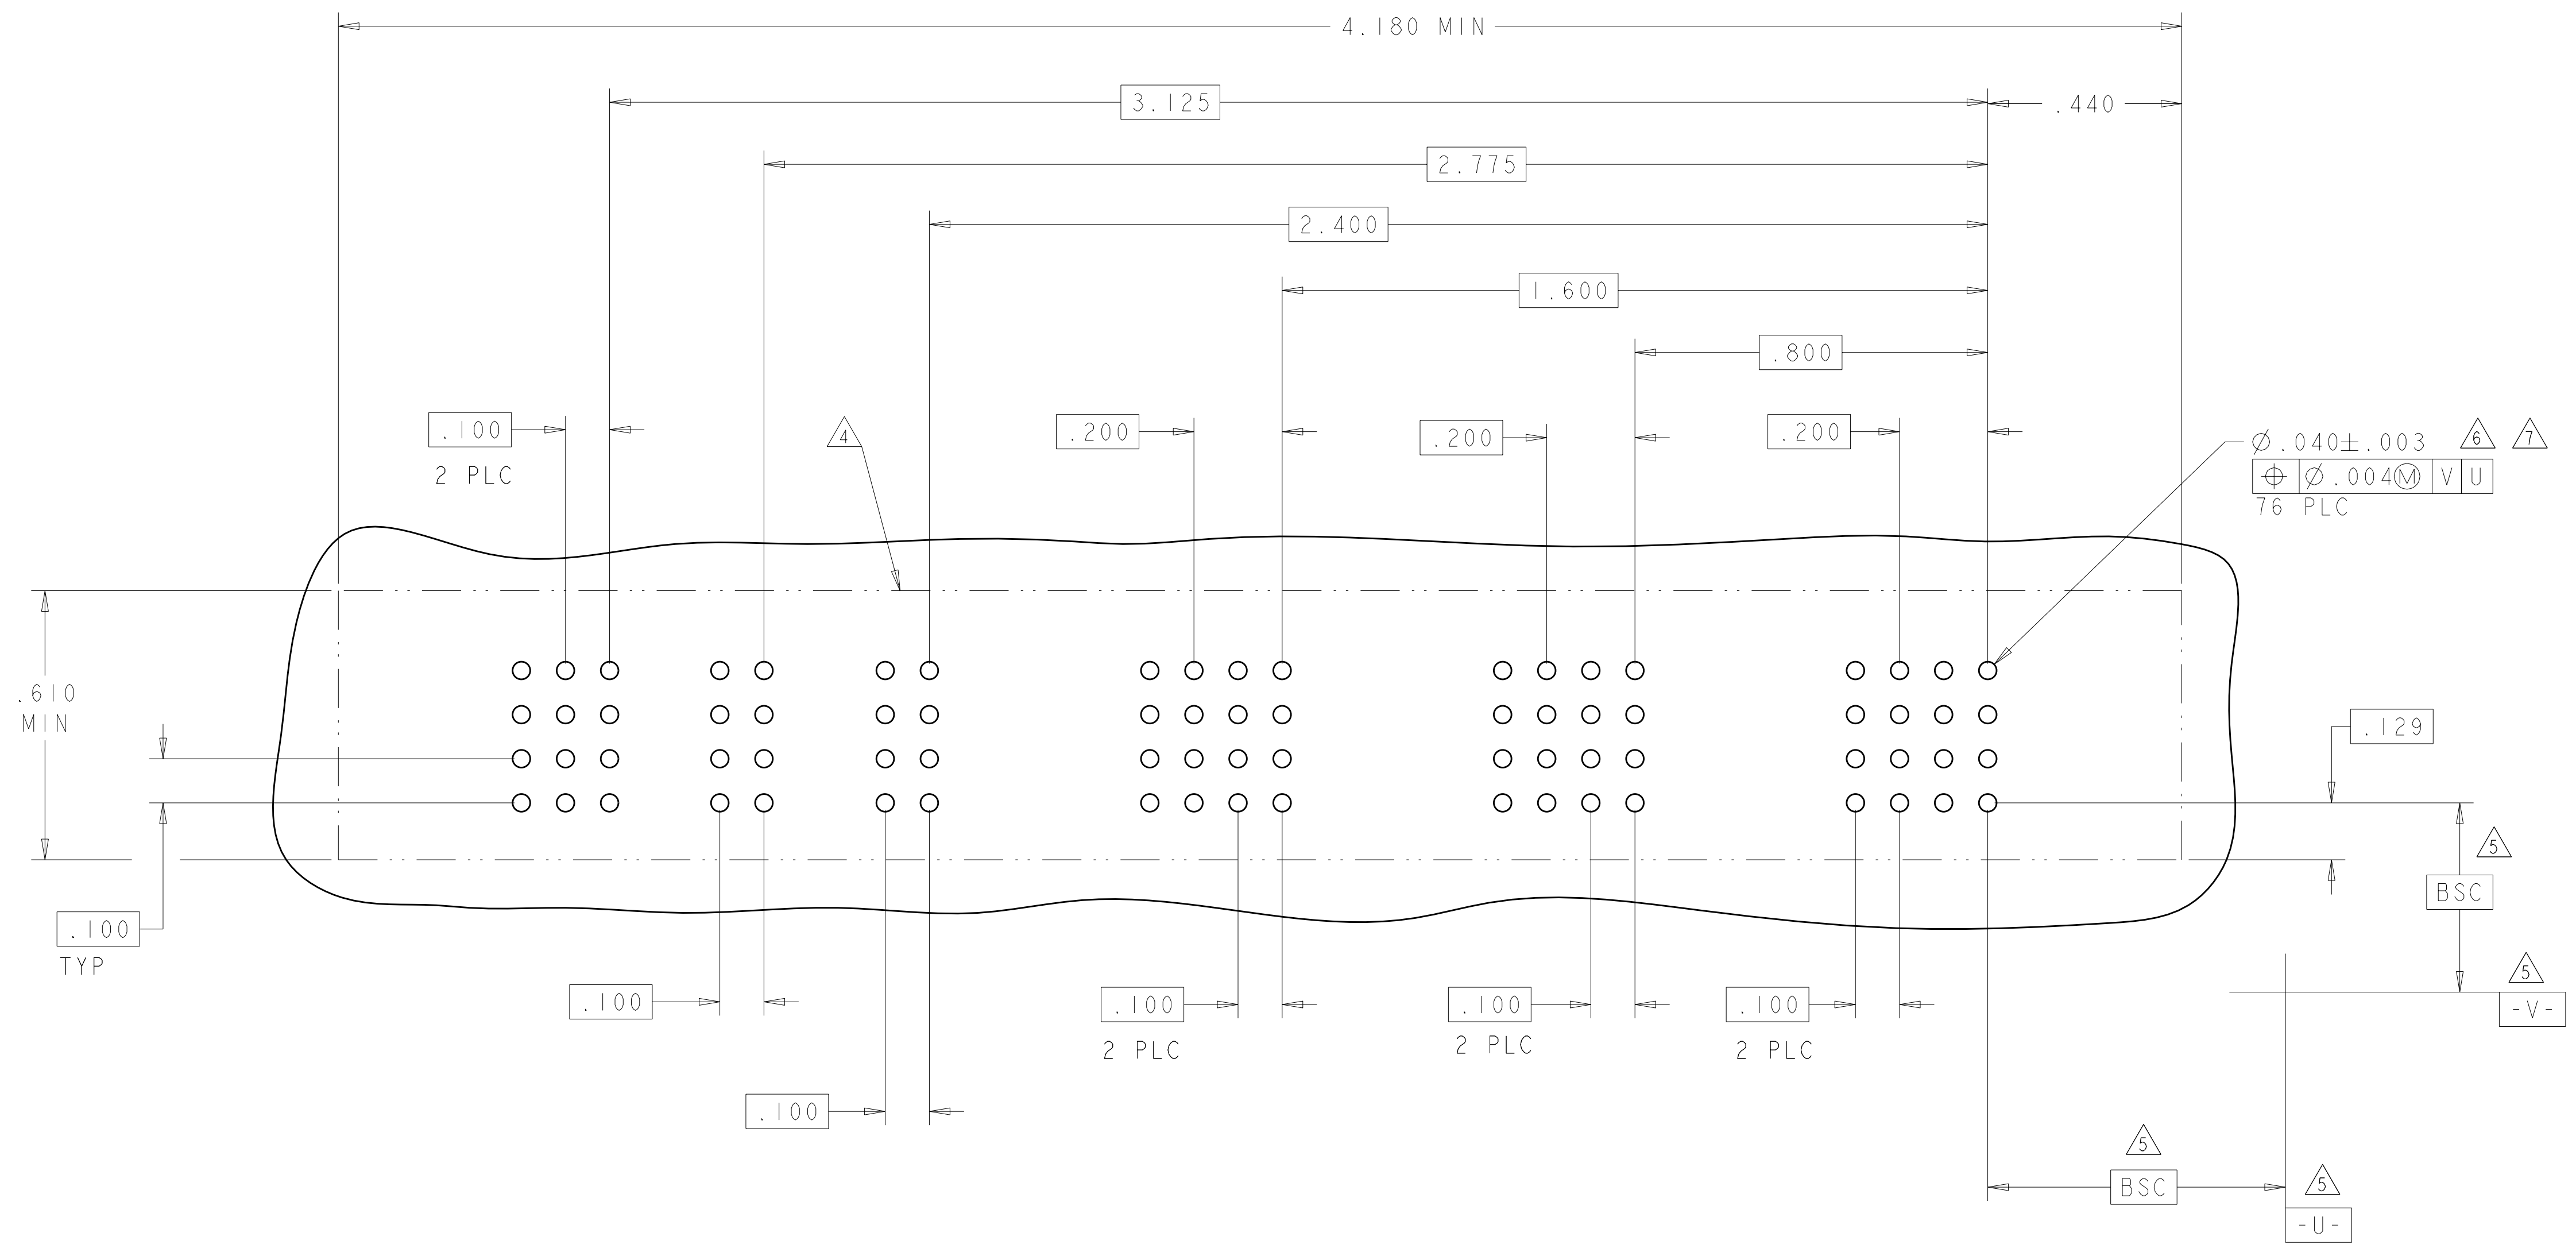 4.180 MIN
3.125
.440
2.775
2.400
1.600
.800
.100
2 PLC
4
.200
.200
.200
Ø.040±.003 6 7
⌖ Ø.004Ⓜ V U
76 PLC
.610
MIN
.129
5
BSC
.100
TYP
5
-V-
.100
.100
2 PLC
.100
2 PLC
.100
2 PLC
.100
5
BSC
5
-U-